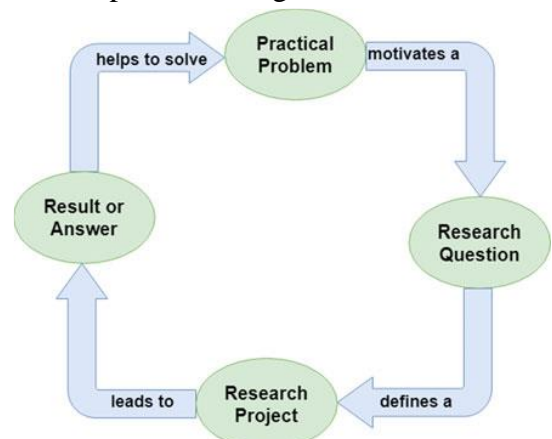 helps to solve
Practical
Problem
motivates a
Result or
Answer
Research
Question
leads to
Research
Project
defines a